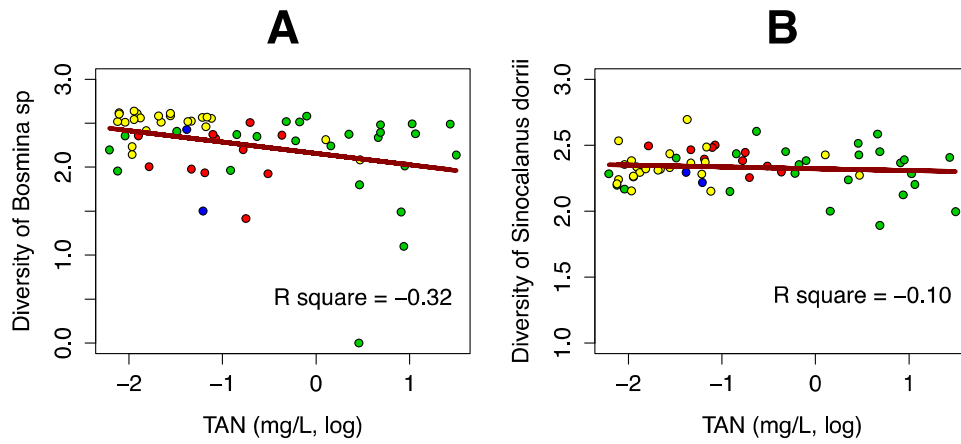 A
Diversity of Bosmina sp
3.0
2.0
1.0
0.0
R square = −0.32
−2 −1 0 1
TAN (mg/L, log)
B
Diversity of Sinocalanus dorrii
3.0
2.5
2.0
1.5
1.0
R square = −0.10
−2 −1 0 1
TAN (mg/L, log)